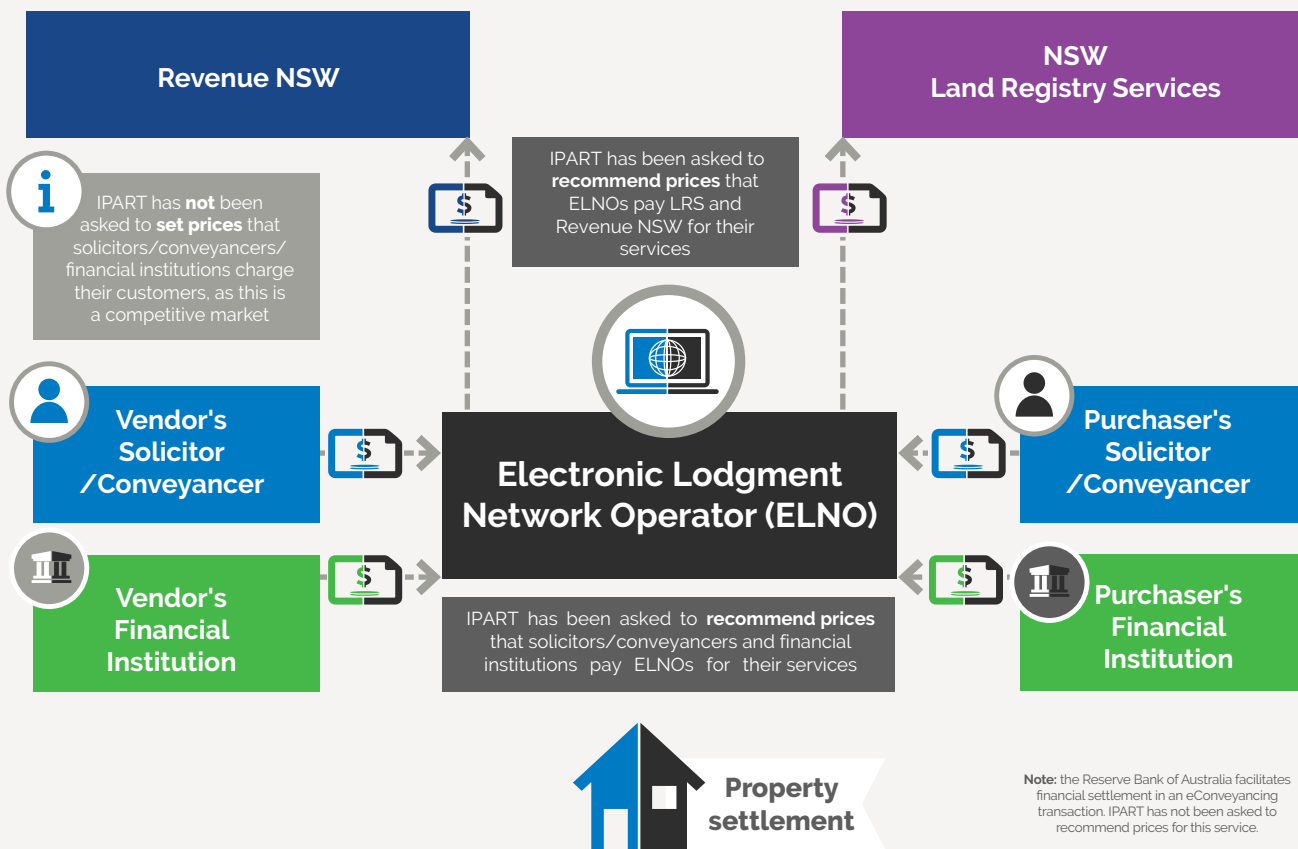 Revenue NSW
NSW
Land Registry Services
IPART has been asked to
recommend prices that
ELNOs pay LRS and
Revenue NSW for their
services
$
$
i
IPART has not been
asked to set prices that
solicitors/conveyancers/
financial institutions charge
their customers, as this is
a competitive market
Vendor's
Solicitor
/Conveyancer
$
Electronic Lodgment
Network Operator (ELNO)
$
Purchaser's
Solicitor
/Conveyancer
Vendor's
Financial
Institution
$
IPART has been asked to recommend prices
that solicitors/conveyancers and financial
institutions pay ELNOs for their services
$
Purchaser's
Financial
Institution
Property
settlement
Note: the Reserve Bank of Australia facilitates
financial settlement in an eConveyancing
transaction. IPART has not been asked to
recommend prices for this service.